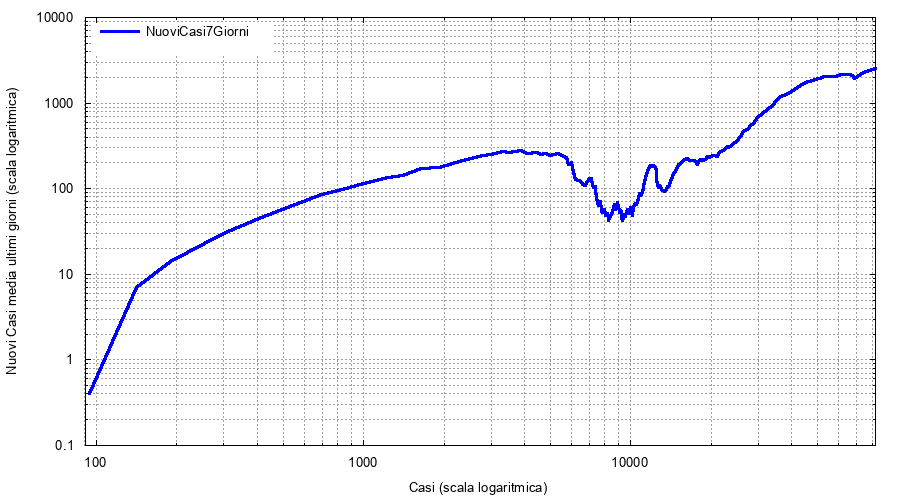 10000
NuoviCasi7Giorni
1000
100
10
1
0.1
Nuovi Casi media ultimi giorni (scala logaritmica)
100 1000 10000
Casi (scala logaritmica)